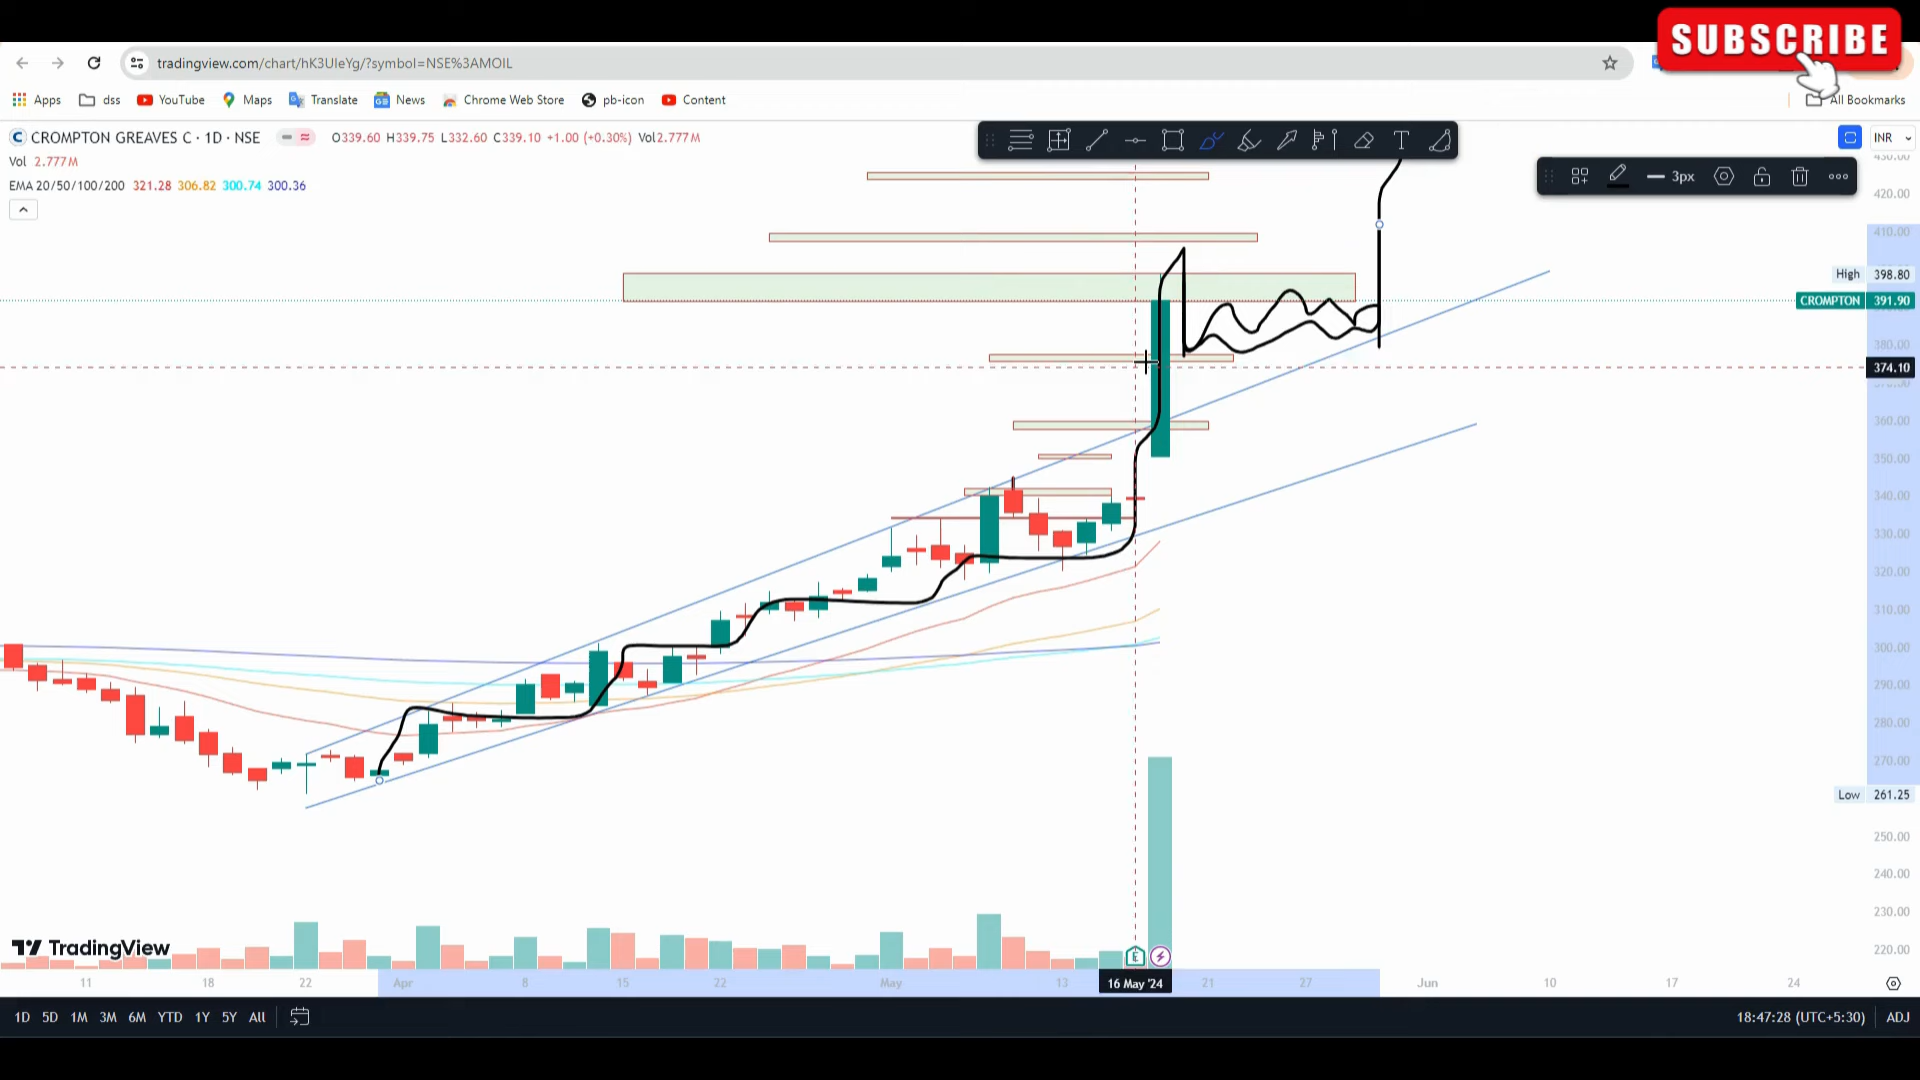 SUBSCRIBE
tradingview.com/chart/hK3UIeYg/?symbol=NSE%3AMOIL
Apps dss YouTube Maps Translate News Chrome Web Store pb-icon Content All Bookmarks
CROMPTON GREAVES C · 1D · NSE O339.60 H339.75 L332.60 C339.10 +1.00 (+0.30%) Vol2.777M
INR
Vol 2.777M
EMA 20/50/100/200 321.28 306.82 300.74 300.36
3px
T
430.00
420.00
410.00
High 398.80
CROMPTON 391.90
380.00
374.10
360.00
350.00
340.00
330.00
320.00
310.00
300.00
290.00
280.00
270.00
Low 261.25
250.00
240.00
230.00
220.00
E
TradingView
11 18 22 Apr 8 15 22 May 13 16 May '24 21 27 Jun 10 17 24
1D 5D 1M 3M 6M YTD 1Y 5Y All 18:47:28 (UTC+5:30) ADJ